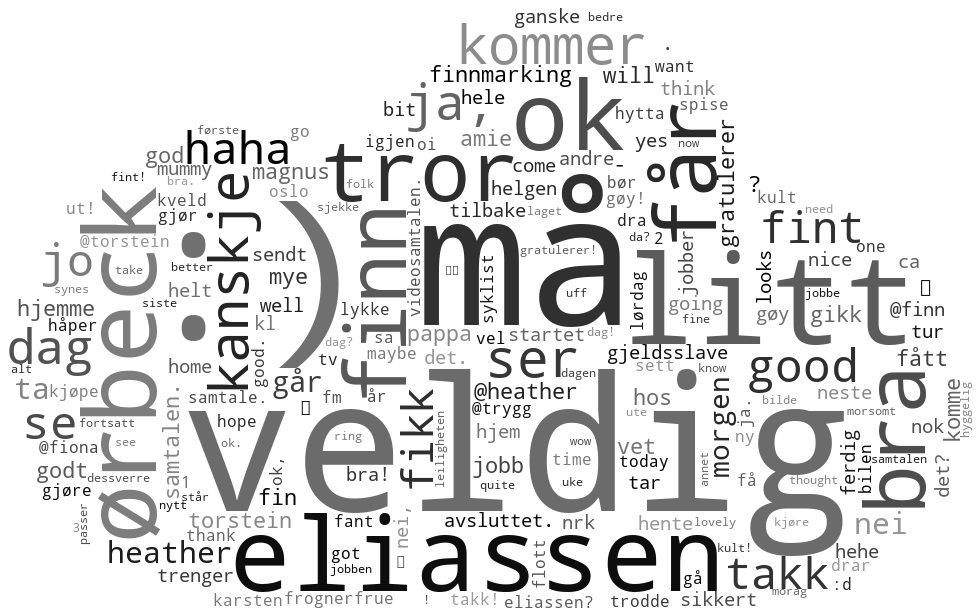 ganske bedre
kommer .
finnmarking will want
ja, hele ok think
bit spise
hytta
første go igjen oi amie yes now
haha
god magnus tror come andre-
mummy folk helgen bør får gratulerer
fint! bra. oslo gøy! ?
kveld sjekke tilbake laget dra kult need
ut! gjør da? 2 fint
@torstein : ) finn videosamtalen. må gratulerer! jobber one
jo take better kanskje sendt syklist looks nice ca
synes siste helt mye uff lørdag going jobbe
hjemme well lykke litt fine gøy gikk @finn
håper kl sa pappa vel startet dag! tur
dag home good. dag? maybe det. ser gjeldsslave
alt tv dagen sett know good fått
ta kjøpe går @heather
samtale. fm år hos bilde neste komme
se fortsatt hope @trygg ute morgen ja. morsomt hyggelig
ørbeck see ok. ring fikk hjem wow ny nok
@fiona samtalen. leiligheten vet bra
godt dessverre veldig time today annet samtalen
gjøre 1 bra! jobb ferdig bilen det?
står ok, quite uke tar få thought
nytt fin
3 passer torstein fant avsluttet. nrk hente lovely kjøre nei
thank nei,
heather got kult! hehe
trenger eliassen jobben flott gå takk drar
morag :d
karsten frognerfrue ! takk! eliassen? trodde sikkert